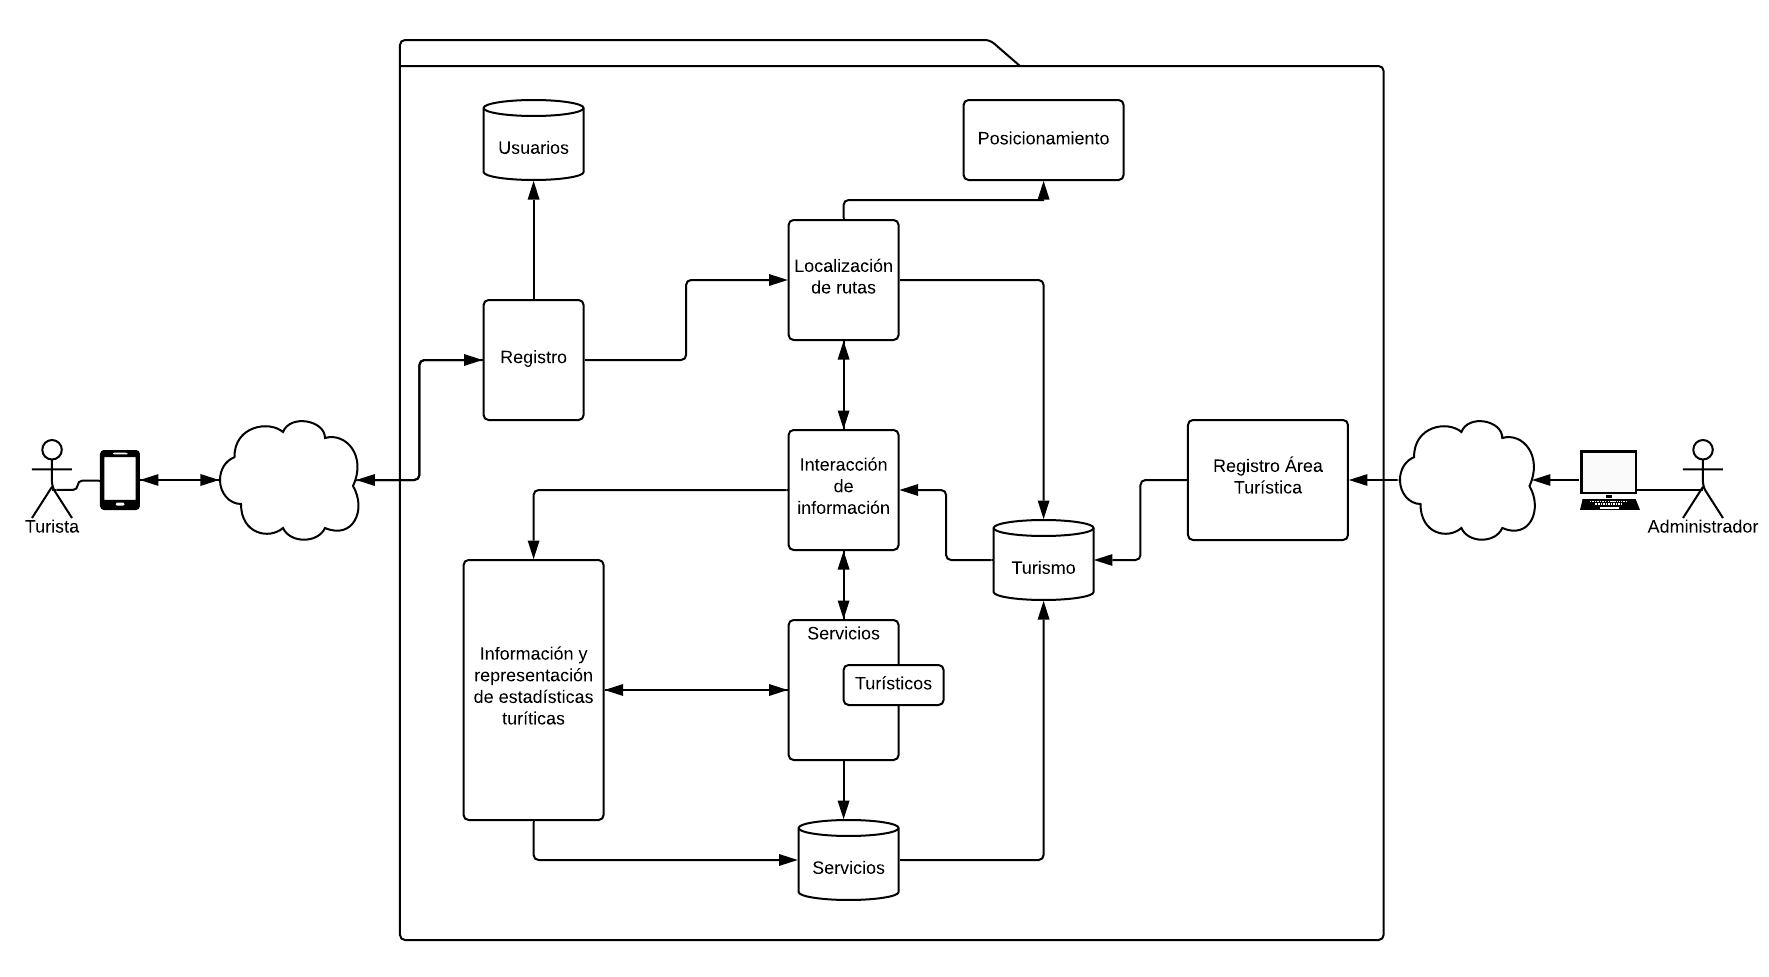 Usuarios
Posicionamiento
Localización
de rutas
Registro
Interacción
de
información
Registro Área
Turística
Turista
Administrador
Turismo
Servicios
Turísticos
Información y
representación
de estadísticas
turíticas
Servicios